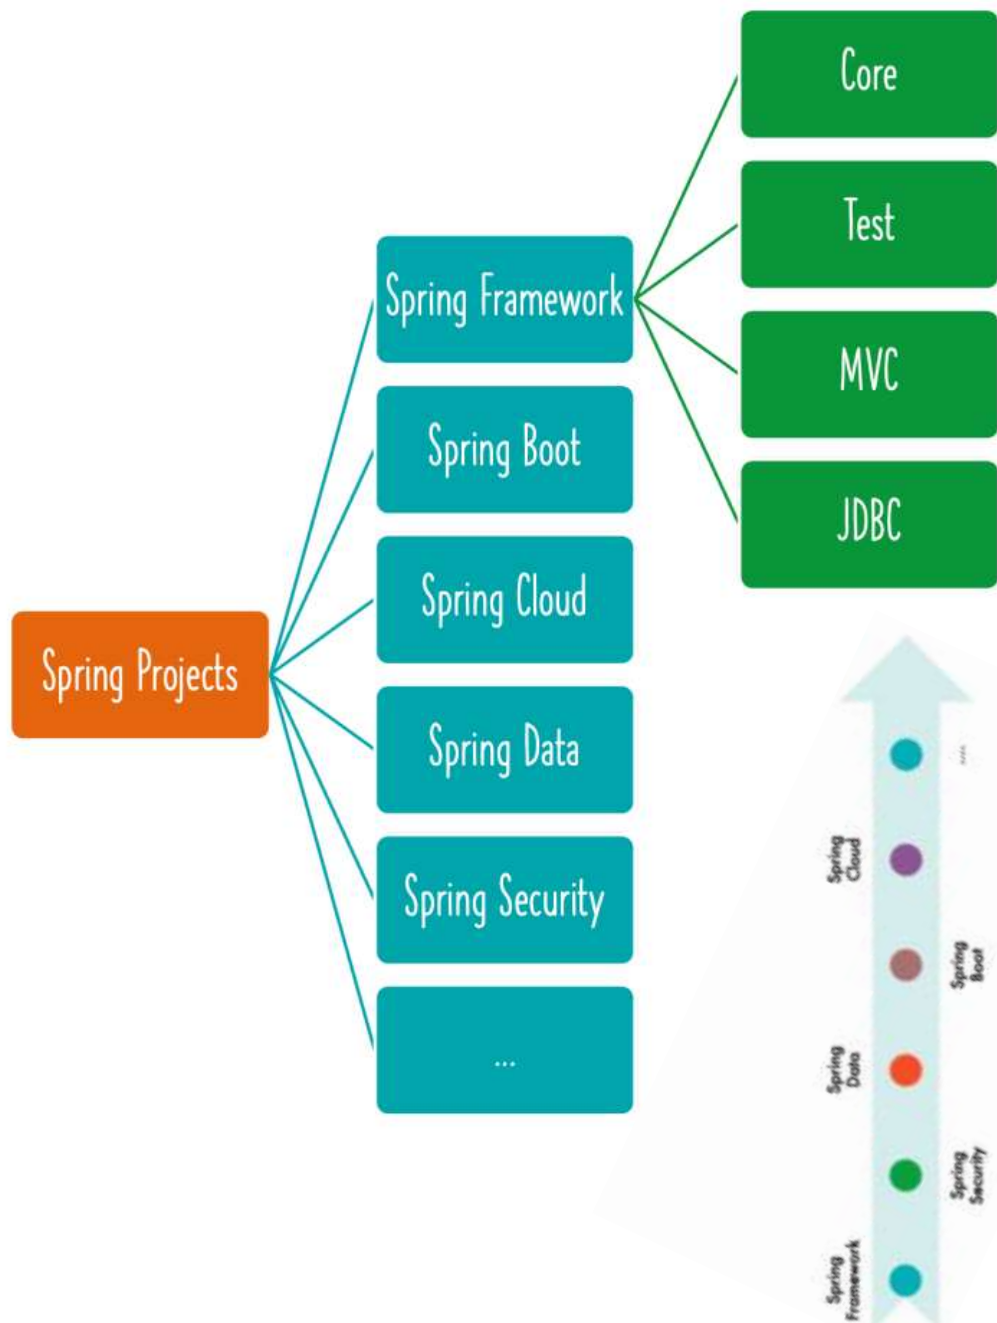 Core
Test
Spring Framework
MVC
Spring Boot
JDBC
Spring Cloud
Spring Projects
Spring Data
Spring Security
...
....
Spring
Cloud
Spring
Boot
Spring
Data
Spring
Security
Spring
Framework